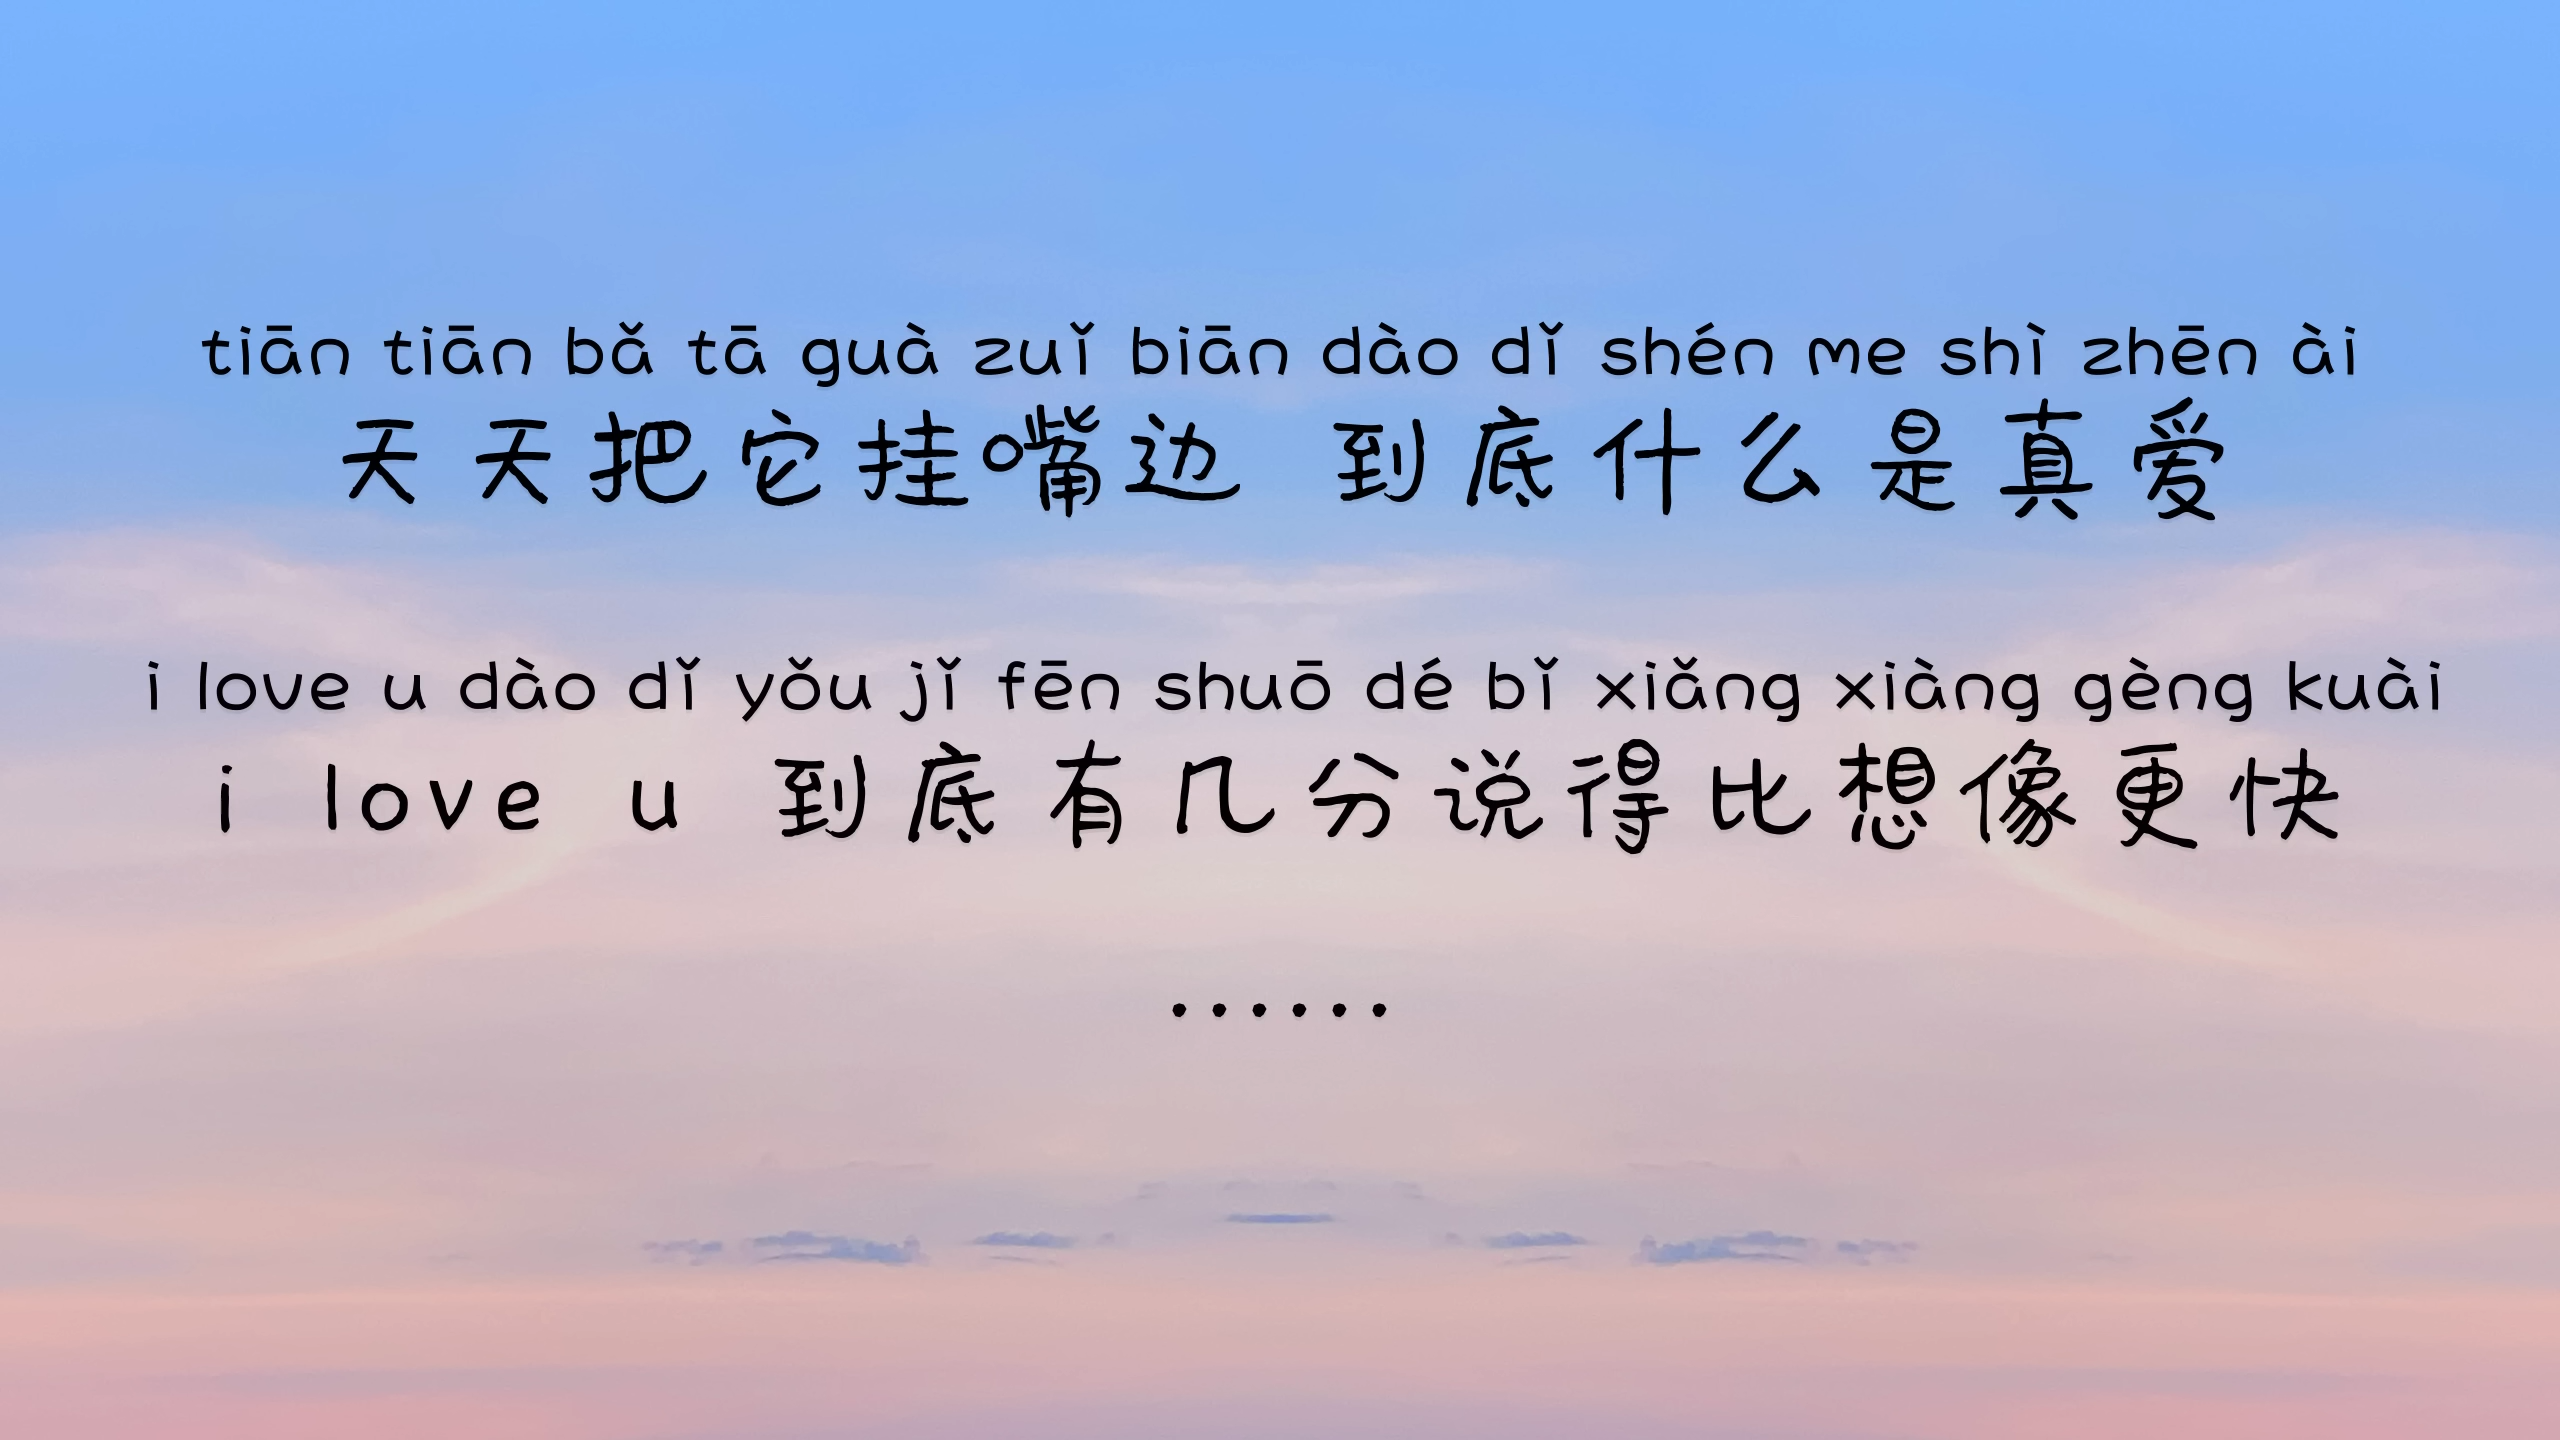 tiān tiān bǎ tā guà zuǐ biān dào dǐ shén me shì zhēn ài
天天把它挂嘴边 到底什么是真爱
i love u dào dǐ yǒu jǐ fēn shuō dé bǐ xiǎng xiàng gèng kuài
i love u 到底有几分说得比想像更快
······